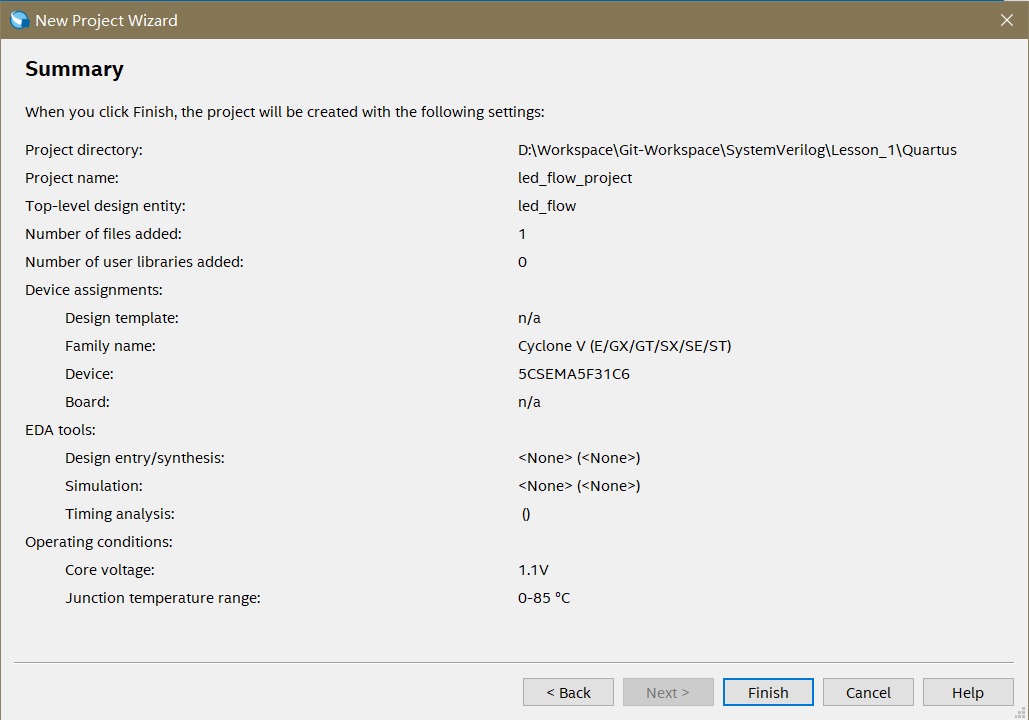 New Project Wizard
Summary
When you click Finish, the project will be created with the following settings:
Project directory: D:\Workspace\Git-Workspace\SystemVerilog\Lesson_1\Quartus
Project name: led_flow_project
Top-level design entity: led_flow
Number of files added: 1
Number of user libraries added: 0
Device assignments:
Design template: n/a
Family name: Cyclone V (E/GX/GT/SX/SE/ST)
Device: 5CSEMA5F31C6
Board: n/a
EDA tools:
Design entry/synthesis: <None> (<None>)
Simulation: <None> (<None>)
Timing analysis: ()
Operating conditions:
Core voltage: 1.1V
Junction temperature range: 0-85 °C
< Back Next > Finish Cancel Help